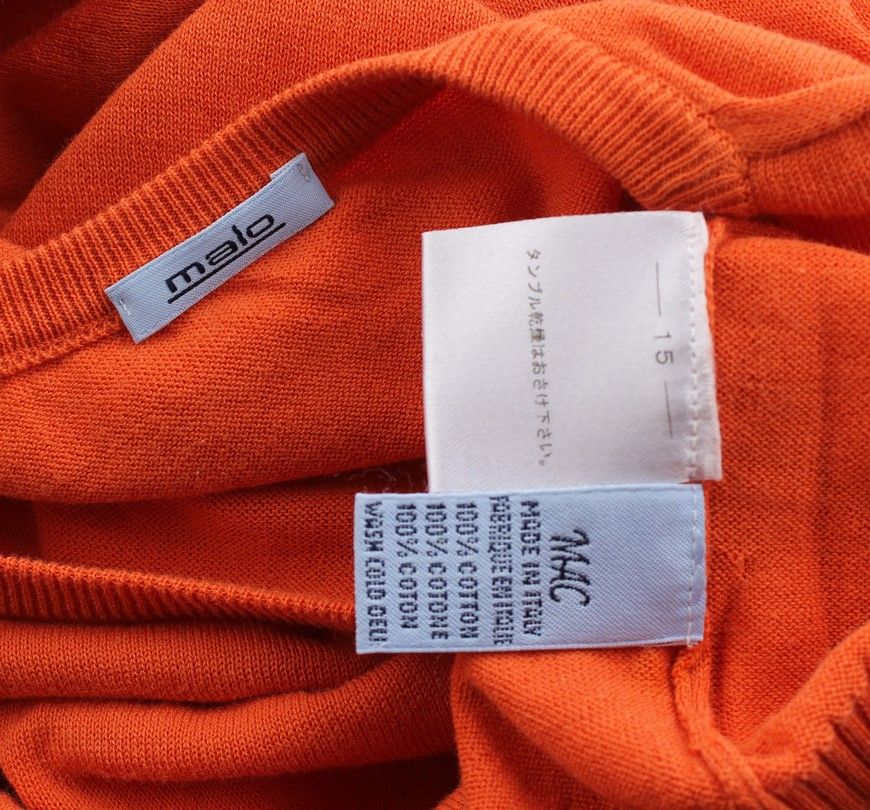 malo
— 15 —
タンブル乾燥はおさけ下さい。
MAC
MADE IN ITALY
FABRIQUE EN ITALIE
100% COTTON
100% COTONE
100% COTON
WASH COLD DELI